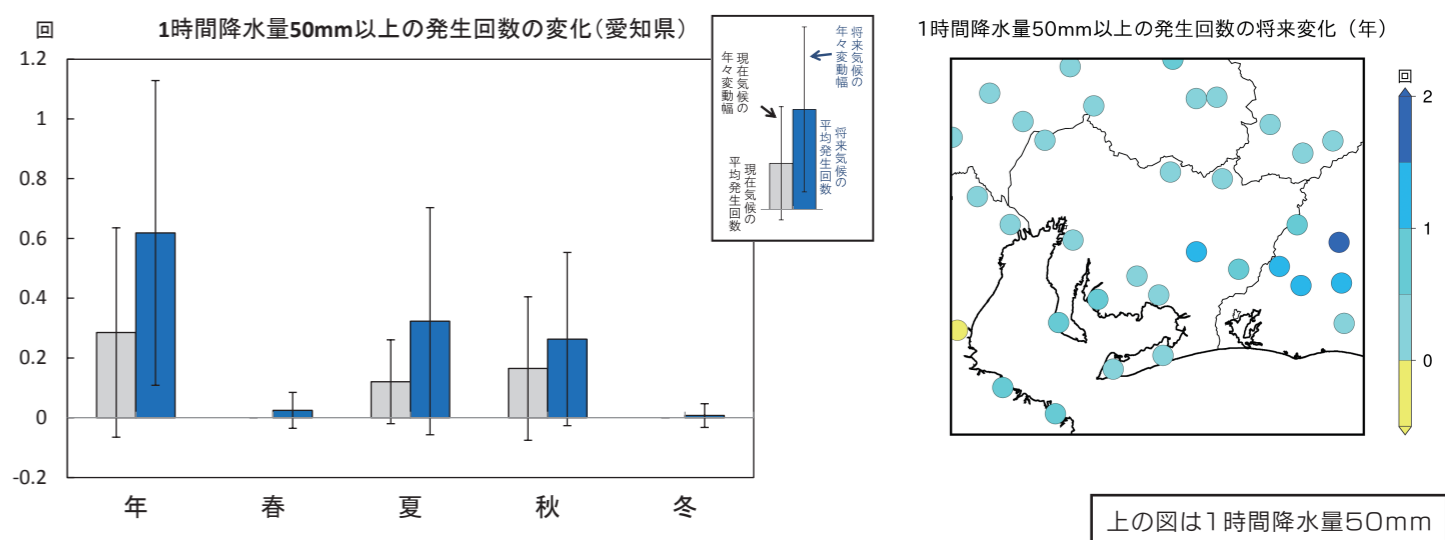 回
1時間降水量50mm以上の発生回数の変化(愛知県)
1.2
1
0.8
0.6
0.4
0.2
0
-0.2
年
春
夏
秋
冬
現在気候の
年々変動幅
将来気候の
年々変動幅
現在気候の
平均発生回数
将来気候の
平均発生回数
1時間降水量50mm以上の発生回数の将来変化（年）
回
2
1
0
上の図は1時間降水量50mm